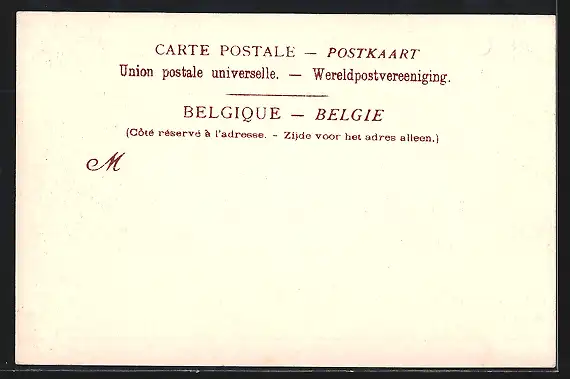 CARTE POSTALE — POSTKAART
Union postale universelle. — Wereldpostvereeniging.
BELGIQUE — BELGIE
(Côté réservé à l'adresse. - Zijde voor het adres alleen.)
M